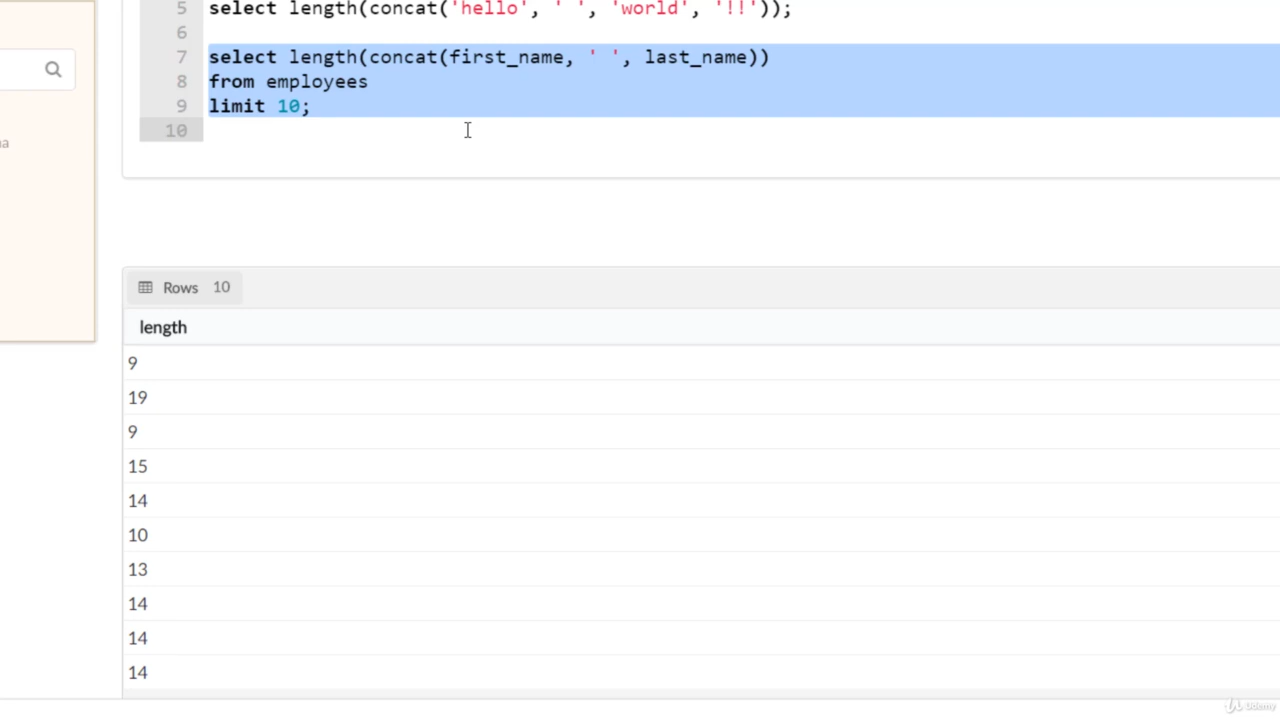 5 select length(concat('hello', ' ', 'world', '!!'));
6
7 select length(concat(first_name, ' ', last_name))
8 from employees
9 limit 10;
10
Rows 10
length
9
19
9
15
14
10
13
14
14
14
Udemy